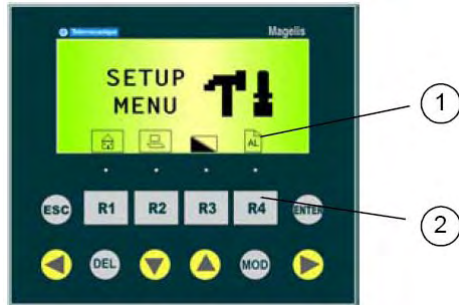 Telemecanique
Magelis
1
SETUP
MENU
AL
ESC
R1
R2
R3
R4
ENTER
2
DEL
MOD